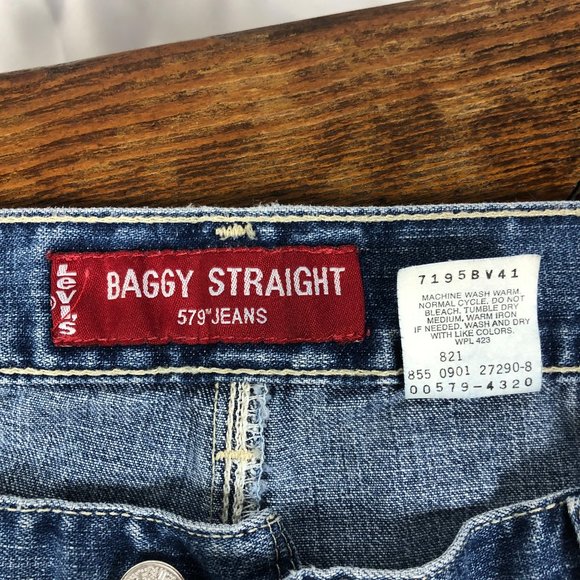 LEVI'S
BAGGY STRAIGHT
579™JEANS
7195BV41
MACHINE WASH WARM
NORMAL CYCLE. DO NOT
BLEACH. TUMBLE DRY
MEDIUM, WARM IRON
IF NEEDED. WASH AND DRY
WITH LIKE COLORS.
WPL 423
821
855 0901 27290-8
00579-4320